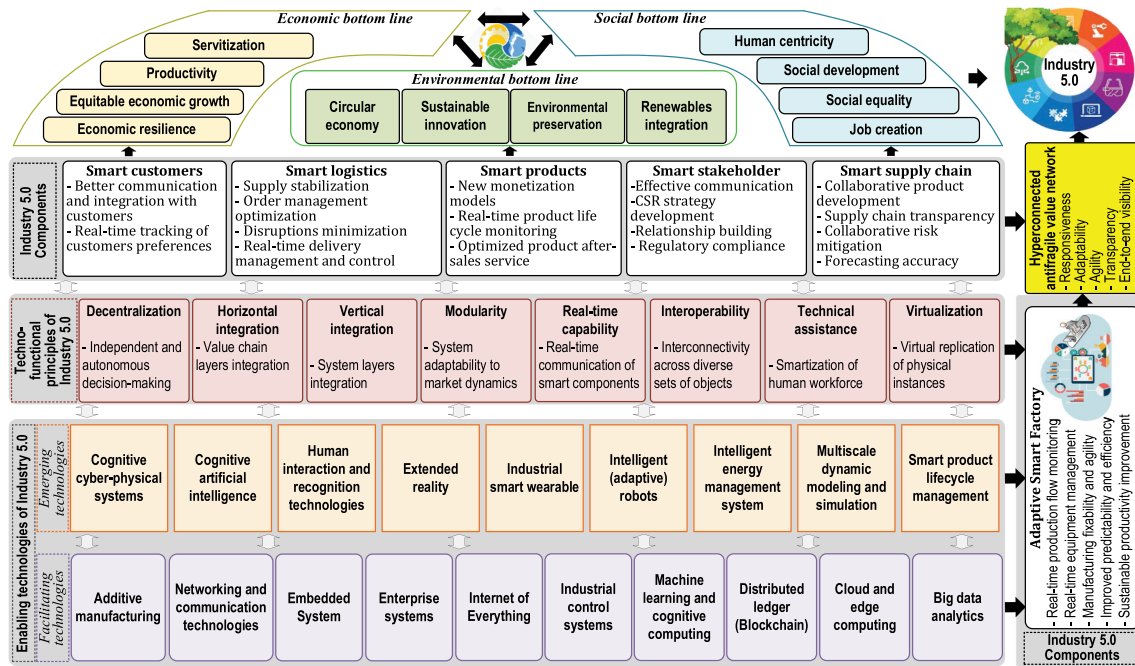 Economic bottom line
Servitization
Productivity
Equitable economic growth
Economic resilience
Environmental bottom line
Circular
economy
Sustainable
innovation
Environmental
preservation
Renewables
integration
Social bottom line
Human centricity
Social development
Social equality
Job creation
Industry
5.0
Industry 5.0
Components
Smart customers
- Better communication
and integration with
customers
- Real-time tracking of
customers preferences
Smart logistics
- Supply stabilization
- Order management
optimization
- Disruptions minimization
- Real-time delivery
management and control
Smart products
- New monetization
models
- Real-time product life
cycle monitoring
- Optimized product after-
sales service
Smart stakeholder
-Effective communication
-CSR strategy
development
-Relationship building
- Regulatory compliance
Smart supply chain
- Collaborative product
development
- Supply chain transparency
- Collaborative risk
mitigation
- Forecasting accuracy
Hyperconnected
antifragile value network
- Responsiveness
- Adaptability
- Agility
- Transparency
- End-to-end visibility
Techno-
functional
principles of
Industry 5.0
Decentralization
- Independent and
autonomous
decision-making
Horizontal
integration
- Value chain
layers integration
Vertical
integration
- System layers
integration
Modularity
- System
adaptability to
market dynamics
Real-time
capability
- Real-time
communication of
smart components
Interoperability
- Interconnectivity
across diverse
sets of objects
Technical
assistance
- Smartization of
human workforce
Virtualization
- Virtual replication
of physical
instances
Enabling technologies of Industry 5.0
Emerging
technologies
Cognitive
cyber-physical
systems
Cognitive
artificial
intelligence
Human
interaction and
recognition
technologies
Extended
reality
Industrial
smart wearable
Intelligent
(adaptive)
robots
Intelligent
energy
management
system
Multiscale
dynamic
modeling and
simulation
Smart product
lifecycle
management
Facilitating
technologies
Additive
manufacturing
Networking and
communication
technologies
Embedded
System
Enterprise
systems
Internet of
Everything
Industrial
control
systems
Machine
learning and
cognitive
computing
Distributed
ledger
(Blockchain)
Cloud and
edge
computing
Big data
analytics
Adaptive Smart Factory
- Real-time production flow monitoring
- Real-time equipment management
- Manufacturing fixability and agility
- Improved predictability and efficiency
- Sustainable productivity improvement
Industry 5.0
Components